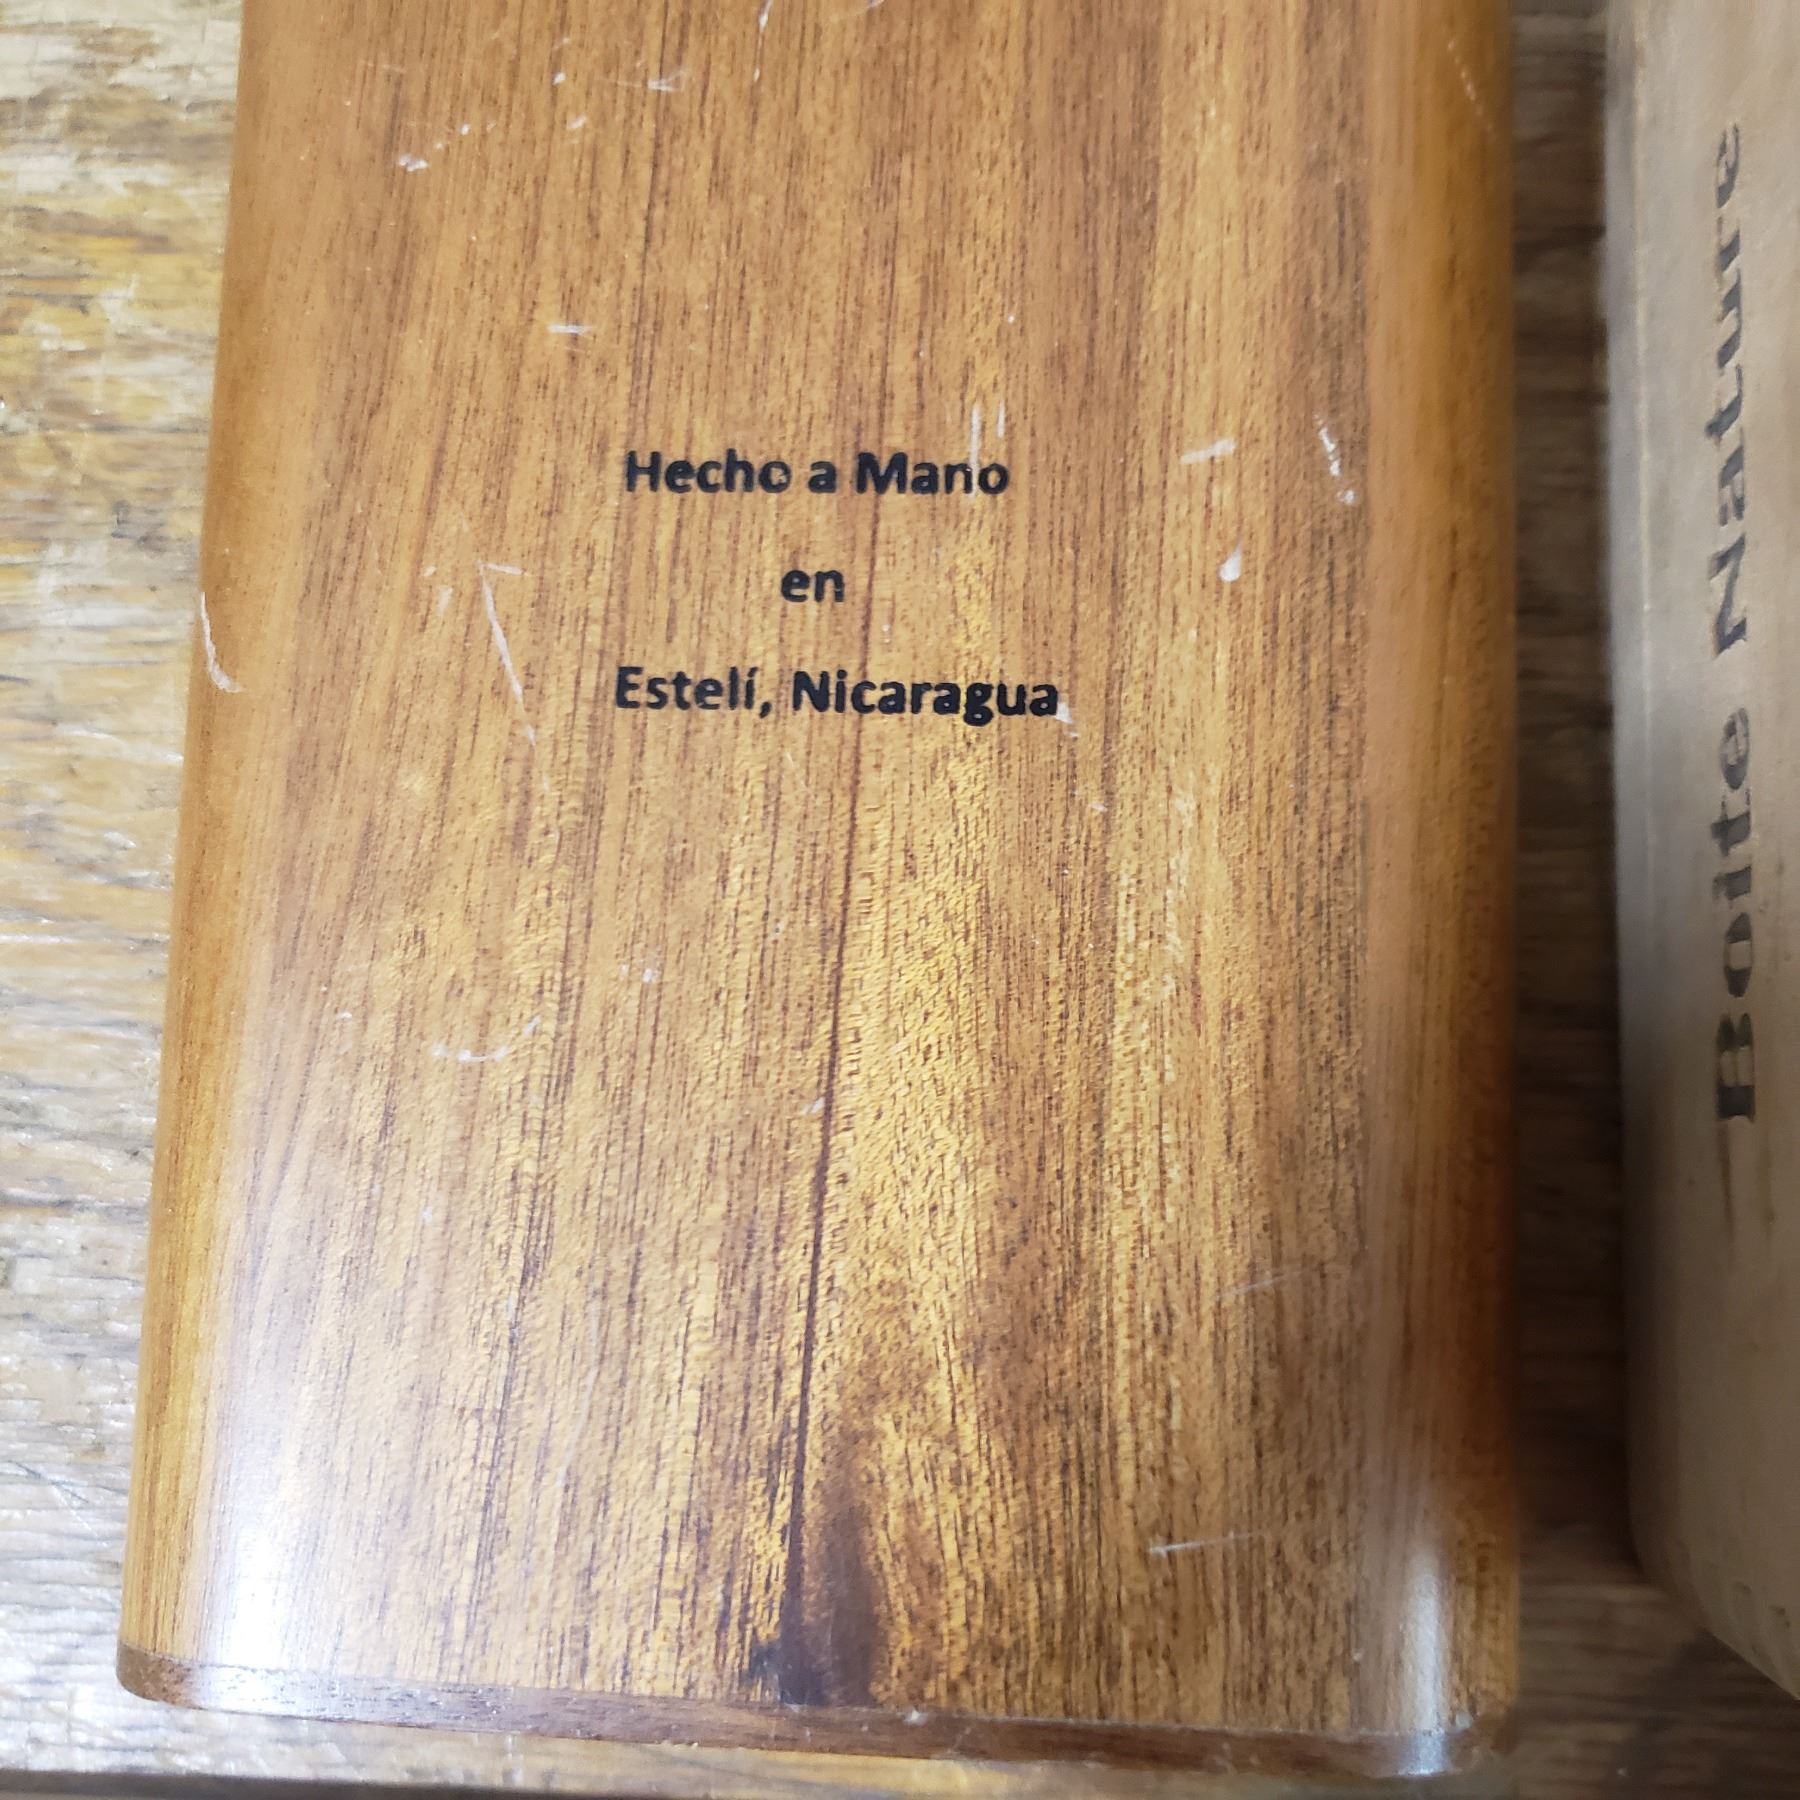 Hecho a Mano
en
Estelí, Nicaragua
Boite Nature